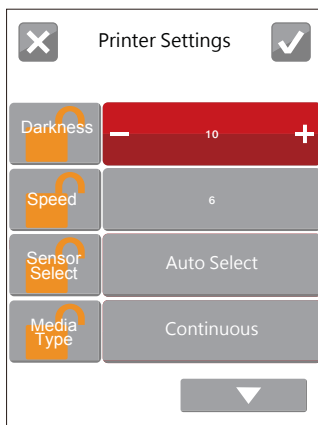 Printer Settings
Darkness
10
Speed
6
Sensor
Select
Auto Select
Media
Type
Continuous